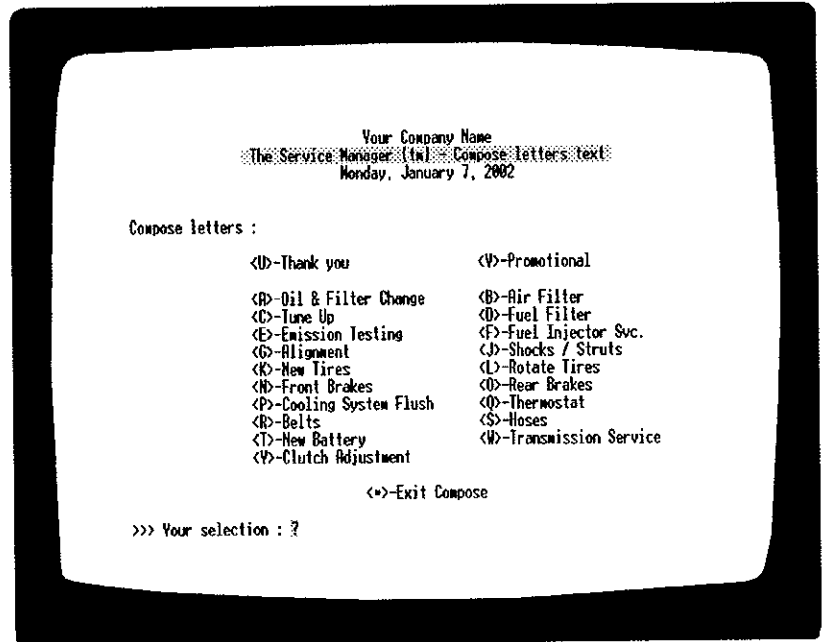 Your Company Name
The Service Manager (tm) - Compose letters text
Monday, January 7, 2002
Compose letters :
<U>-Thank you <V>-Promotional
<A>-Oil & Filter Change <B>-Air Filter
<C>-Tune Up <D>-Fuel Filter
<E>-Emission Testing <F>-Fuel Injector Svc.
<G>-Alignment <J>-Shocks / Struts
<K>-New Tires <L>-Rotate Tires
<N>-Front Brakes <O>-Rear Brakes
<P>-Cooling System Flush <Q>-Thermostat
<R>-Belts <S>-Hoses
<T>-New Battery <W>-Transmission Service
<Y>-Clutch Adjustment
<*>-Exit Compose
>>> Your selection : ?